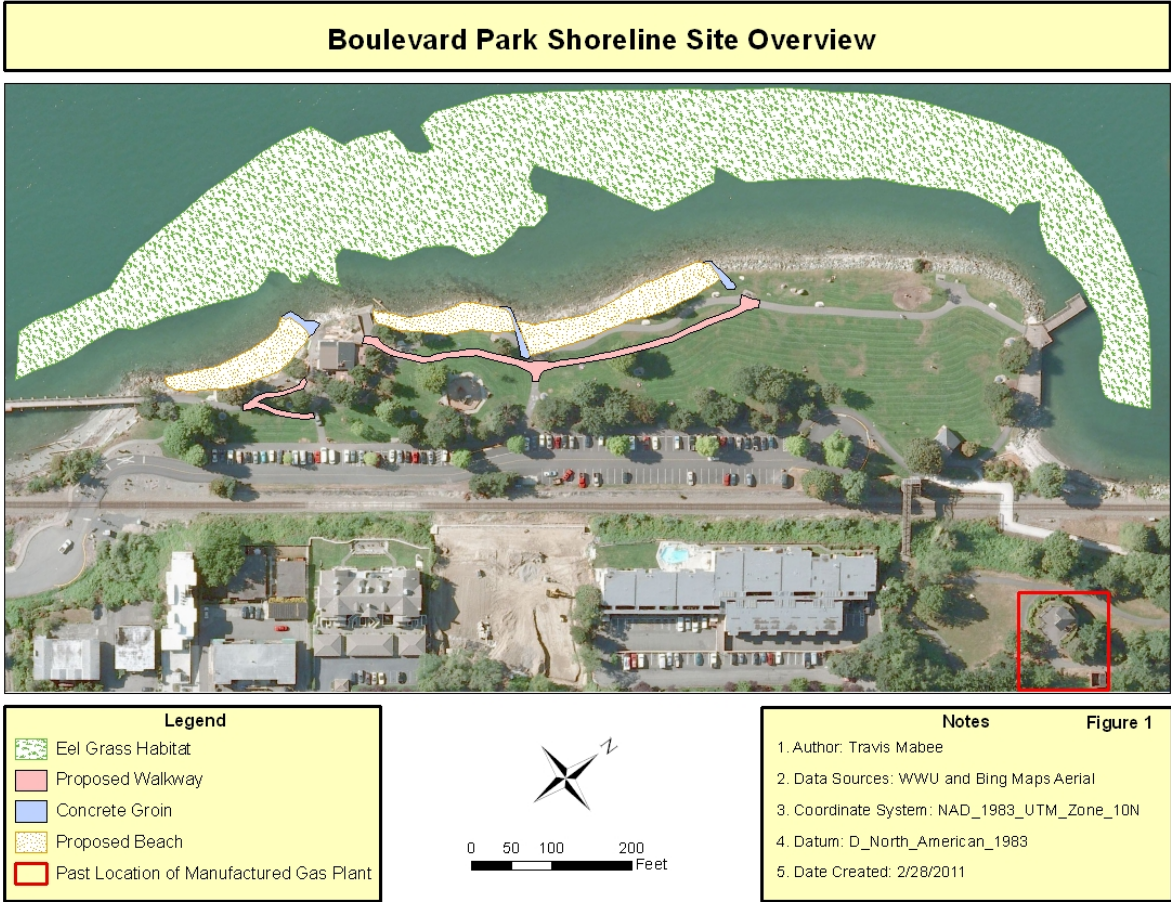 Boulevard Park Shoreline Site Overview
Legend
Eel Grass Habitat
Proposed Walkway
Concrete Groin
Proposed Beach
Past Location of Manufactured Gas Plant
N
0 50 100 200
Feet
Notes Figure 1
1. Author: Travis Mabee
2. Data Sources: WWU and Bing Maps Aerial
3. Coordinate System: NAD_1983_UTM_Zone_10N
4. Datum: D_North_American_1983
5. Date Created: 2/28/2011